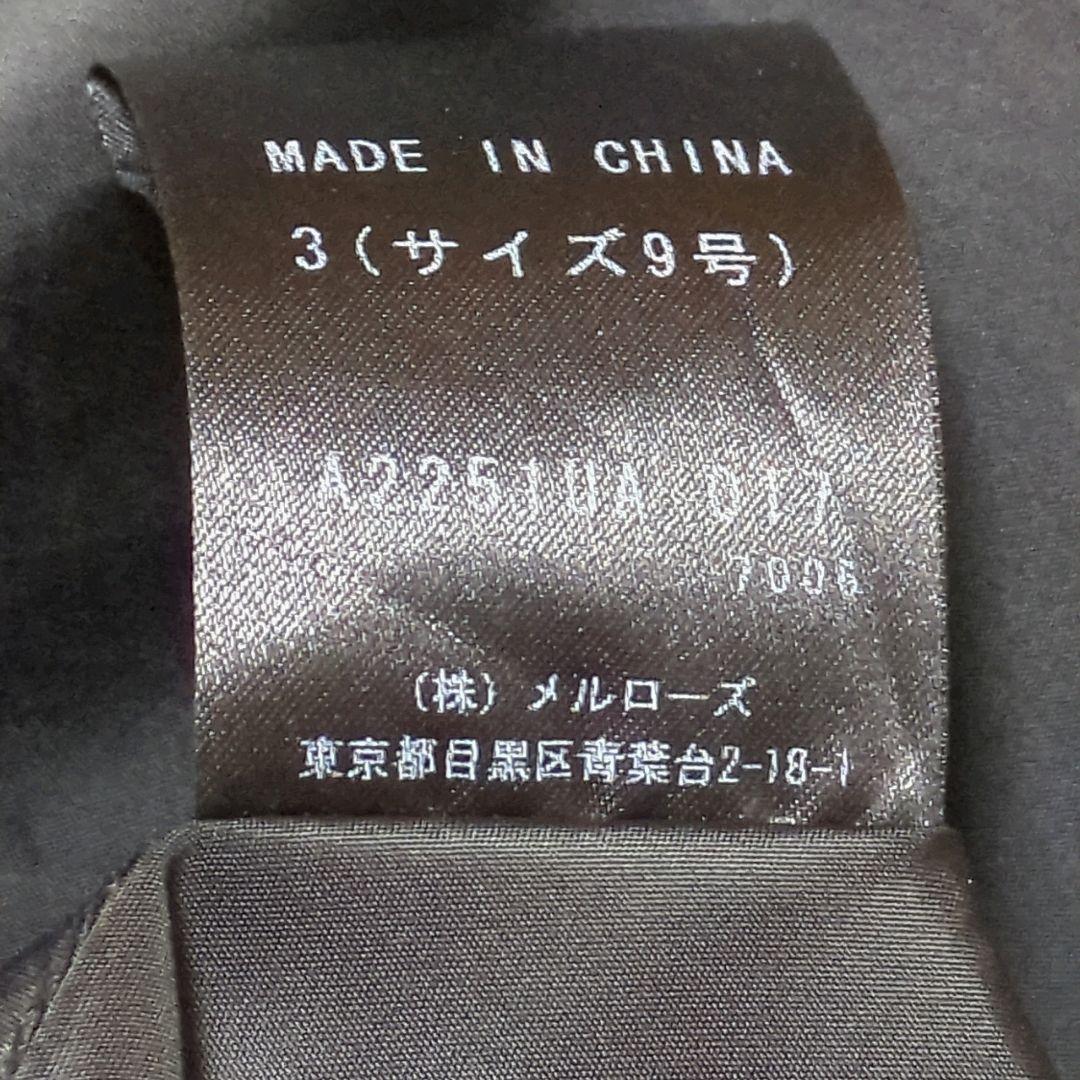 MADE IN CHINA
3(サイズ9号)
7006
(株)メルローズ
東京都目黒区青葉台2-18-1